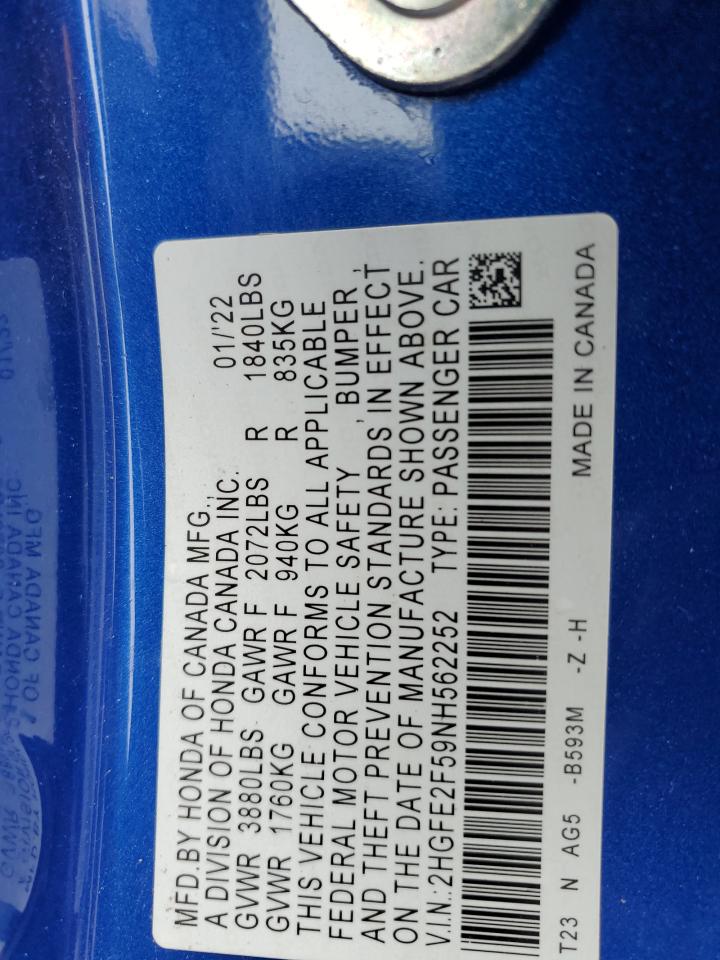 MFD.BY HONDA OF CANADA MFG.,
A DIVISION OF HONDA CANADA INC. 01/'22
GVWR 3880LBS GAWR F 2072LBS R 1840LBS
GVWR 1760KG GAWR F 940KG R 835KG
THIS VEHICLE CONFORMS TO ALL APPLICABLE
FEDERAL MOTOR VEHICLE SAFETY , BUMPER ,
AND THEFT PREVENTION STANDARDS IN EFFECT
ON THE DATE OF MANUFACTURE SHOWN ABOVE.
V.I.N.:2HGFE2F59NH562252 TYPE: PASSENGER CAR
T23 N AG5 -B593M -Z -H MADE IN CANADA